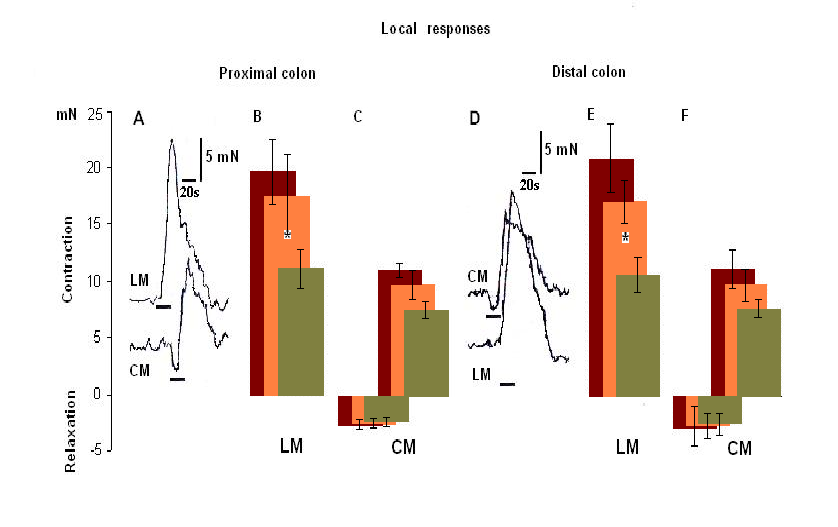 Local responses
Proximal colon
Distal colon
mN
25
20
15
10
5
0
-5
Contraction
Relaxation
A
5 mN
20s
LM
CM
B
LM
C
CM
D
5 mN
20s
CM
LM
E
LM
F
CM
*
*